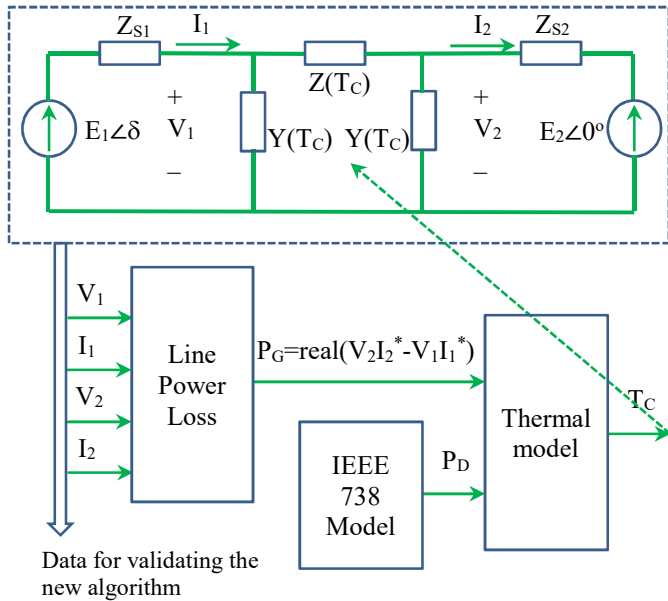 Z_S1
I_1
I_2
Z_S2
Z(T_C)
E_1∠δ
+
V_1
–
Y(T_C)
Y(T_C)
+
V_2
–
E_2∠0°
V_1
I_1
V_2
I_2
Line
Power
Loss
P_G=real(V_2I_2^*-V_1I_1^*)
IEEE
738
Model
P_D
Thermal
model
T_C
Data for validating the
new algorithm